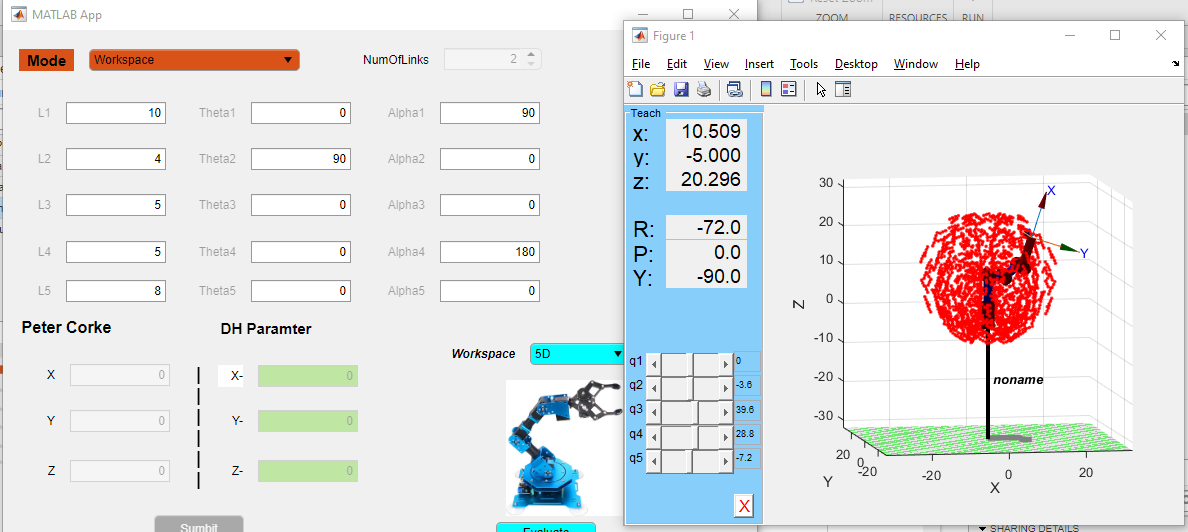 Reset Zoom
ZOOM RESOURCES RUN
MATLAB App
Mode Workspace NumOfLinks 2
L1 10 Theta1 0 Alpha1 90
L2 4 Theta2 90 Alpha2 0
L3 5 Theta3 0 Alpha3 0
L4 5 Theta4 0 Alpha4 180
L5 8 Theta5 0 Alpha5 0
Peter Corke DH Paramter
Workspace 5D
X 0 X- 0
Y 0 Y- 0
Z 0 Z- 0
Sumbit
Evaluate
Figure 1
File Edit View Insert Tools Desktop Window Help
Teach
x: 10.509
y: -5.000
z: 20.296
R: -72.0
P: 0.0
Y: -90.0
q1 0
q2 -3.6
q3 39.6
q4 28.8
q5 -7.2
X
30
20
10
0
-10
-20
-30
Z
X
Y
noname
20
0
-20
Y
-20 0 20
X
SHARING DETAILS